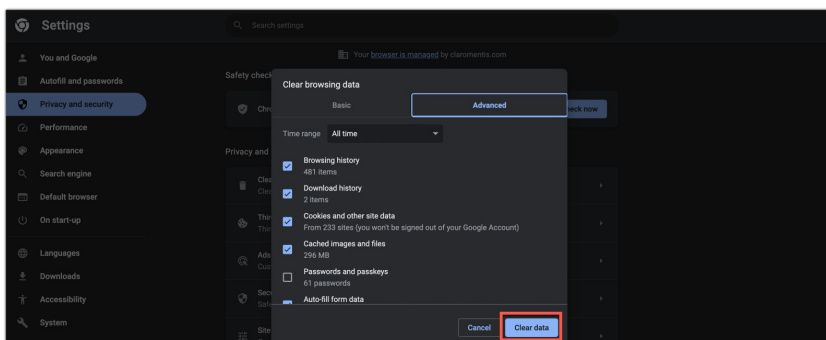 Settings
Search settings
Your browser is managed by claromentis.com
You and Google
Autofill and passwords
Privacy and security
Performance
Appearance
Search engine
Default browser
On start-up
Languages
Downloads
Accessibility
System
Safety check
eck now
Privacy and
Clear browsing data
Basic
Advanced
Time range All time
Browsing history
481 items
Download history
2 items
Cookies and other site data
From 233 sites (you won't be signed out of your Google Account)
Cached images and files
296 MB
Passwords and passkeys
61 passwords
Auto-fill form data
Cancel Clear data